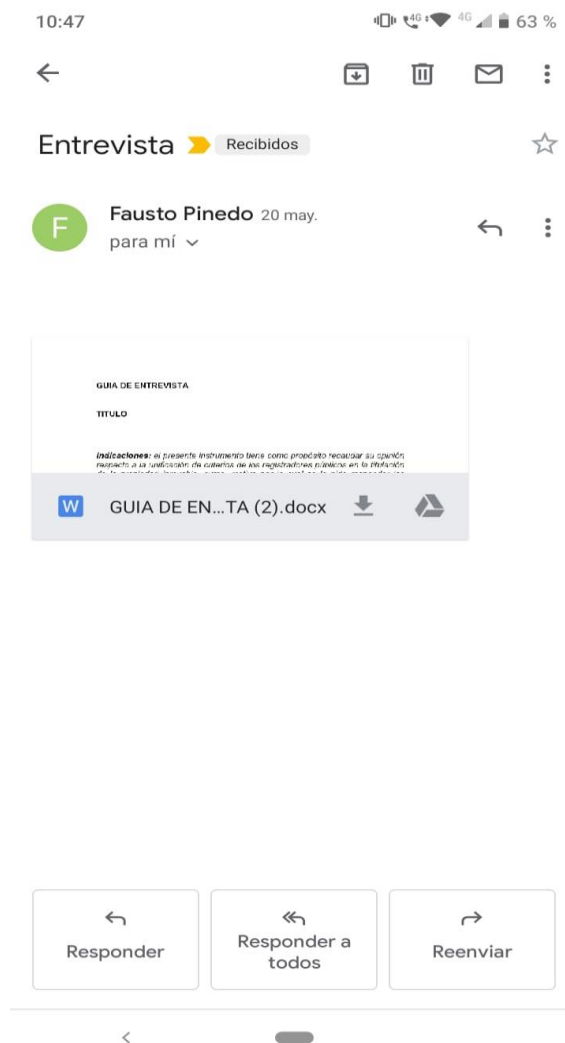 10:47 4G 4G 63 %
Entrevista Recibidos
F
Fausto Pinedo 20 may.
para mí
GUIA DE ENTREVISTA
TITULO
Indicaciones: el presente instrumento tiene como propósito recaudar su opinión
respecto a la unificación de criterios de los registradores públicos en la titulación
W GUIA DE EN...TA (2).docx
Responder
Responder a
todos
Reenviar